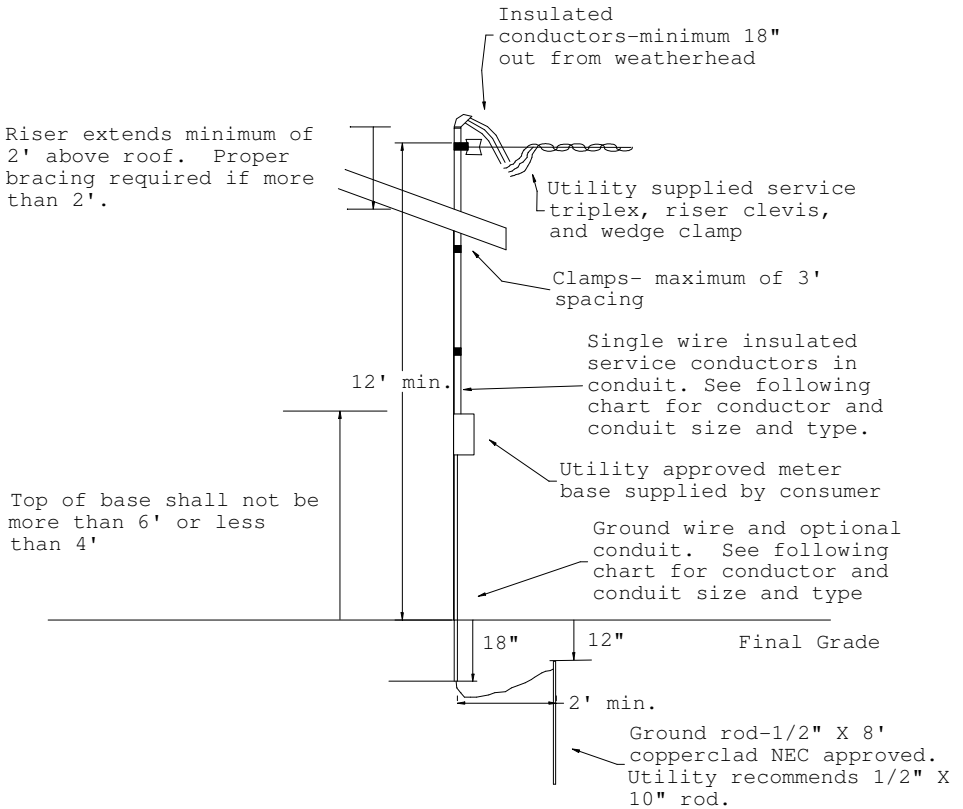 Insulated
conductors-minimum 18"
out from weatherhead
Riser extends minimum of
2' above roof.  Proper
bracing required if more
than 2'.
Utility supplied service
triplex, riser clevis,
and wedge clamp
Clamps- maximum of 3'
spacing
Single wire insulated
service conductors in
conduit. See following
chart for conductor and
conduit size and type.
12' min.
Utility approved meter
base supplied by consumer
Top of base shall not be
more than 6' or less
than 4'
Ground wire and optional
conduit.  See following
chart for conductor and
conduit size and type
18"
12"
Final Grade
2' min.
Ground rod-1/2" X 8'
copperclad NEC approved.
Utility recommends 1/2" X
10" rod.